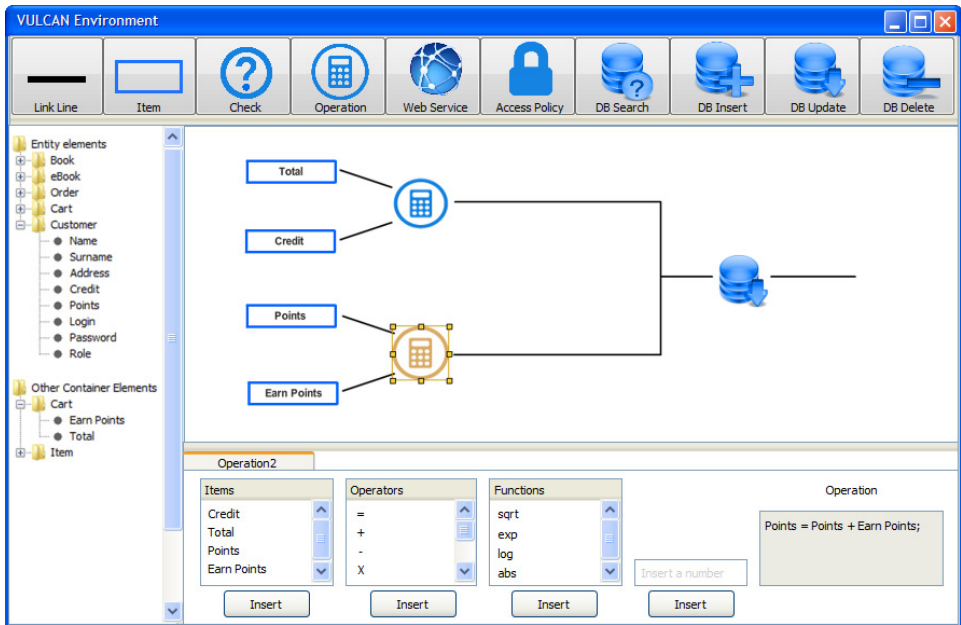 VULCAN Environment
Link Line
Item
Check
Operation
Web Service
Access Policy
DB Search
DB Insert
DB Update
DB Delete
Entity elements
Book
eBook
Order
Cart
Customer
Name
Surname
Address
Credit
Points
Login
Password
Role
Other Container Elements
Cart
Earn Points
Total
Item
Total
Credit
Points
Earn Points
Operation2
Items
Credit
Total
Points
Earn Points
Insert
Operators
=
+
-
X
Insert
Functions
sqrt
exp
log
abs
Insert
Insert a number
Insert
Operation
Points = Points + Earn Points;